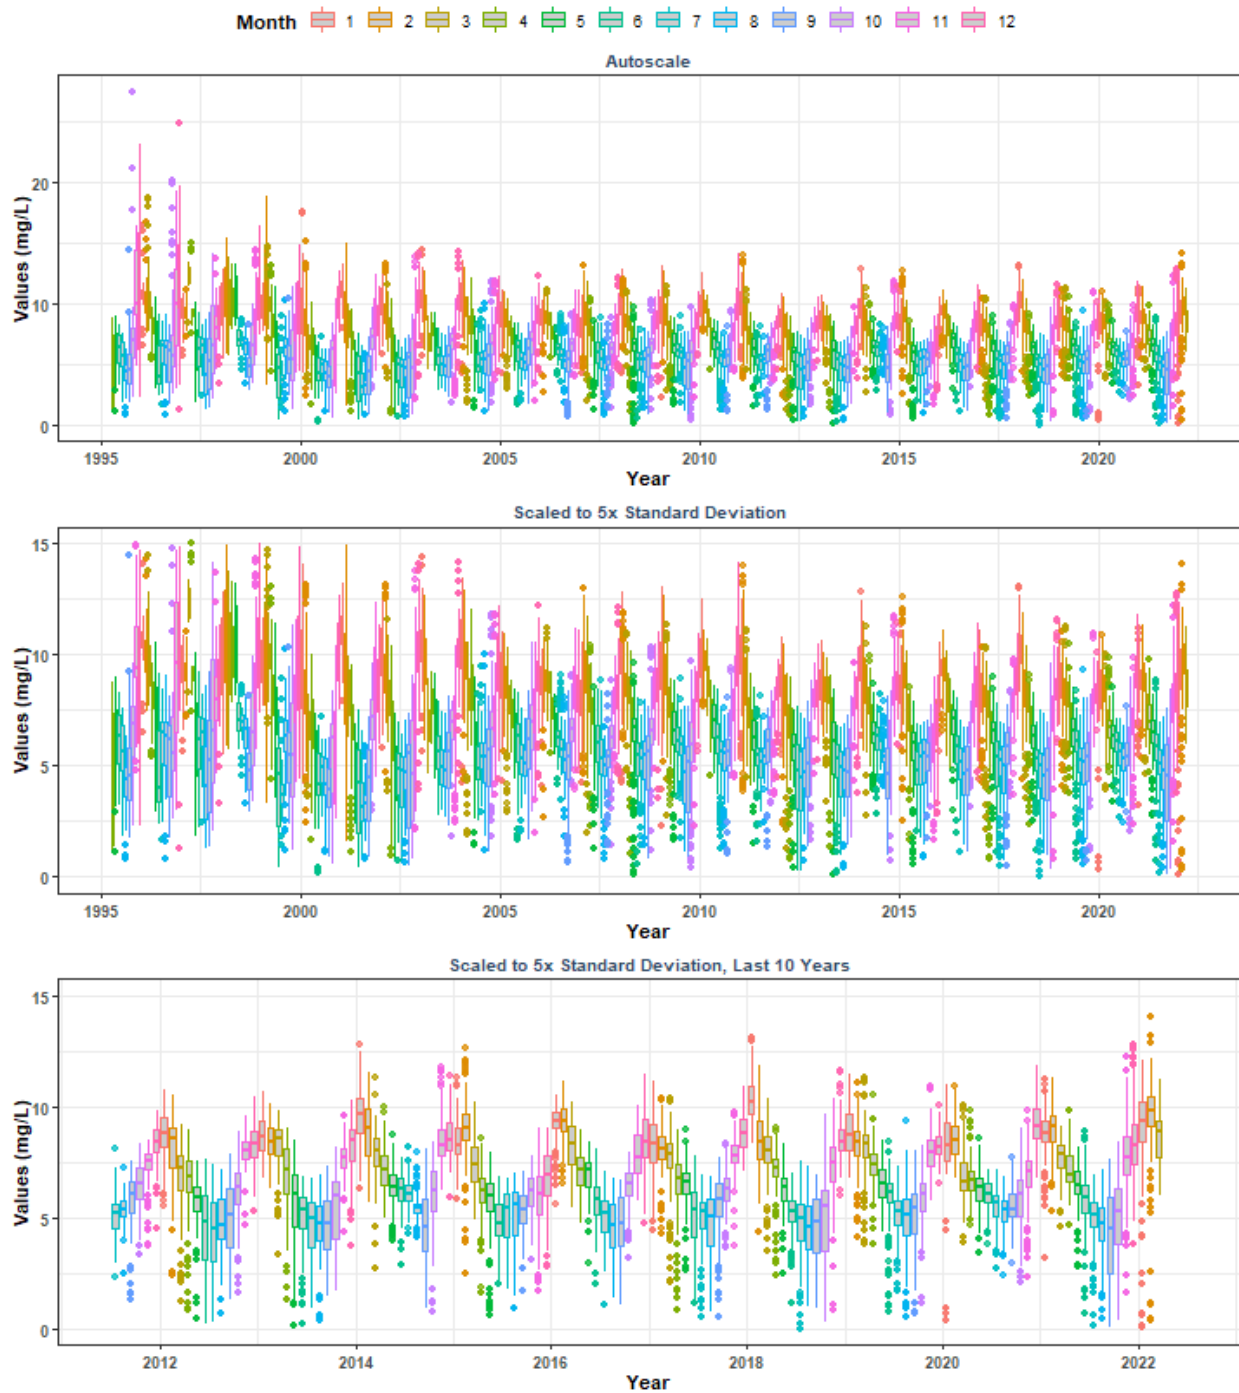 Month 1 2 3 4 5 6 7 8 9 10 11 12
Autoscale
Values (mg/L)
20
10
0
1995 2000 2005 2010 2015 2020
Year
Scaled to 5x Standard Deviation
Values (mg/L)
15
10
5
0
1995 2000 2005 2010 2015 2020
Year
Scaled to 5x Standard Deviation, Last 10 Years
Values (mg/L)
15
10
5
0
2012 2014 2016 2018 2020 2022
Year